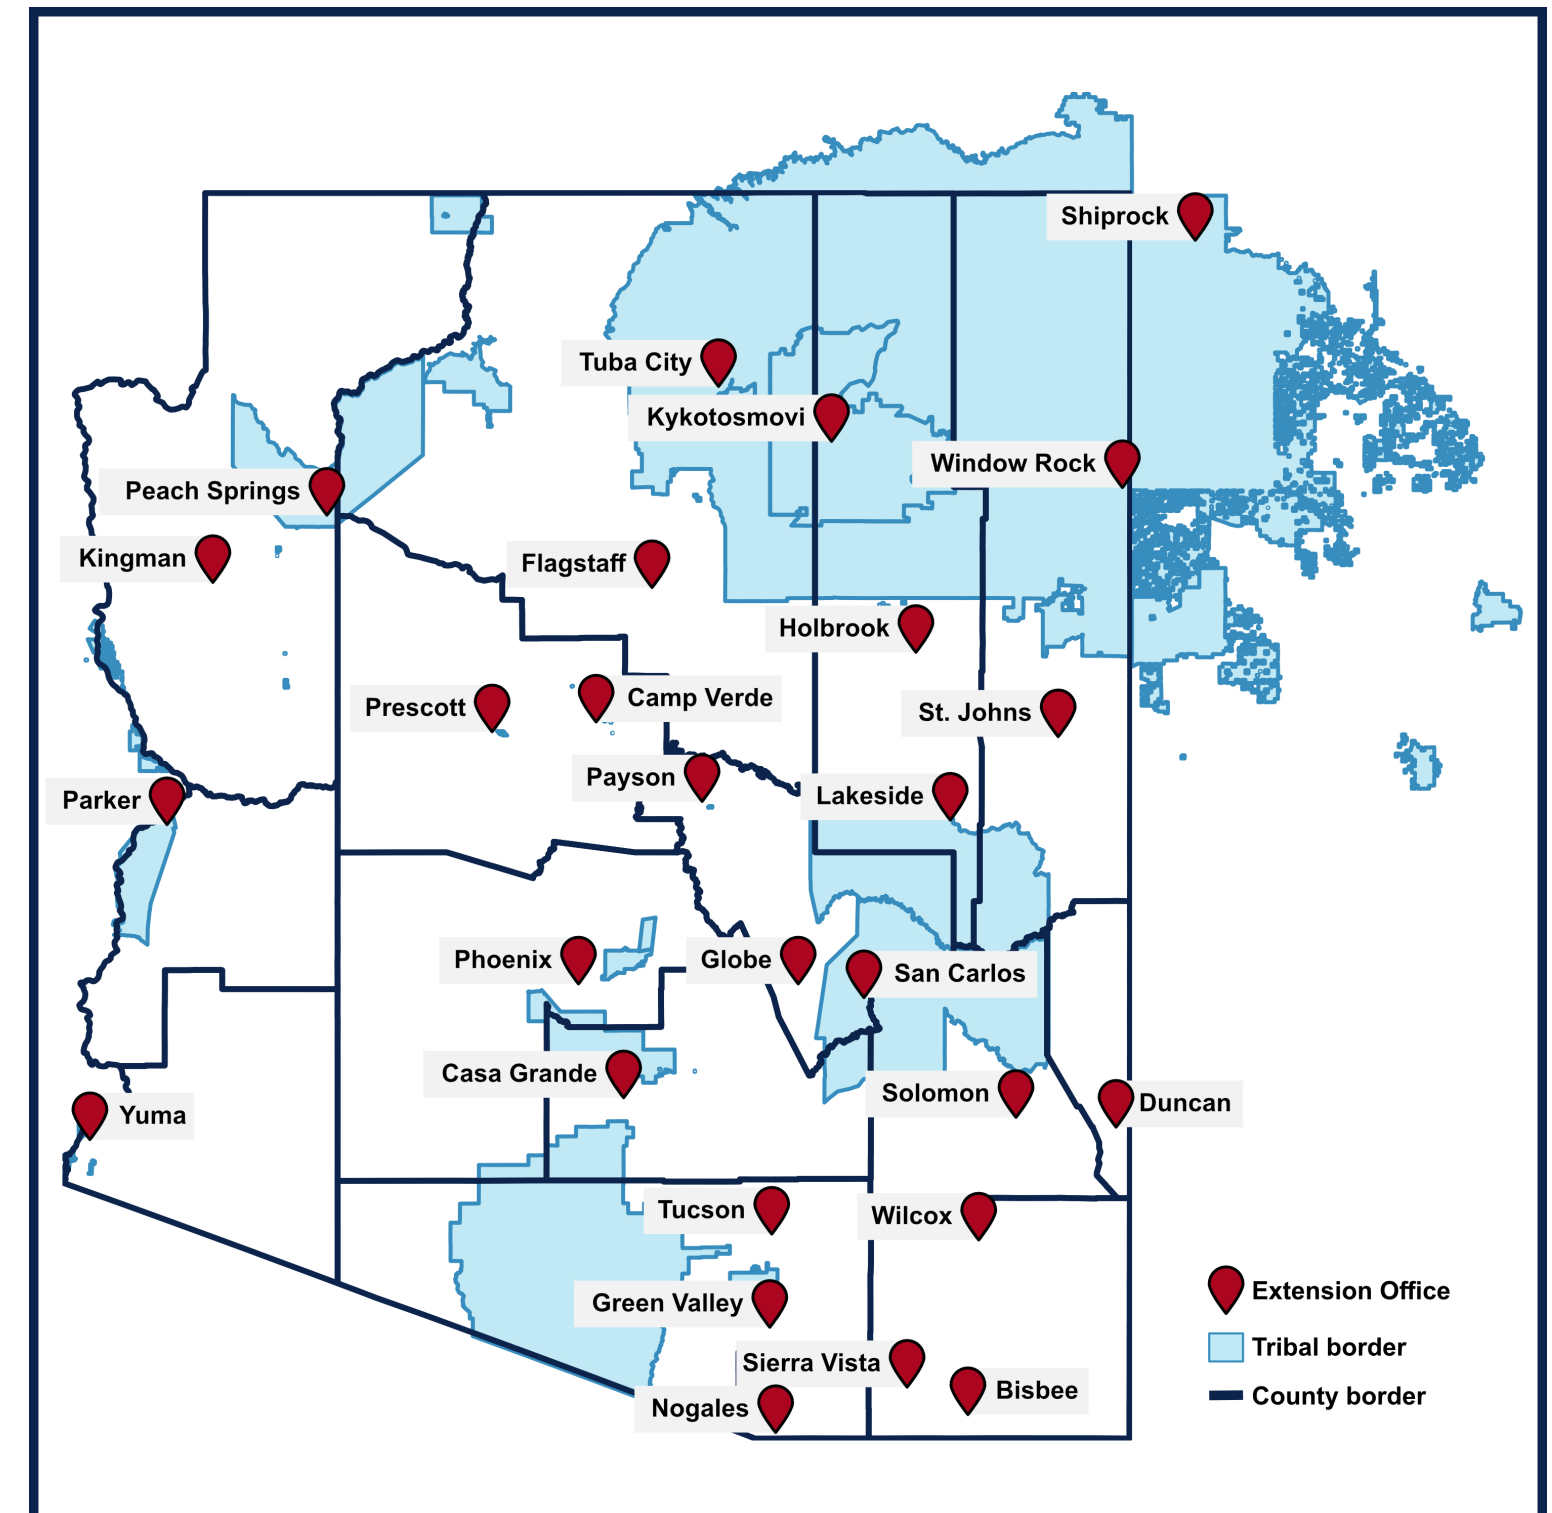 Shiprock
Tuba City
Kykotosmovi
Window Rock
Peach Springs
Kingman
Flagstaff
Holbrook
Prescott
Camp Verde
St. Johns
Payson
Parker
Lakeside
Phoenix
Globe
San Carlos
Casa Grande
Solomon
Duncan
Yuma
Tucson
Wilcox
Green Valley
Sierra Vista
Bisbee
Nogales
Extension Office
Tribal border
County border